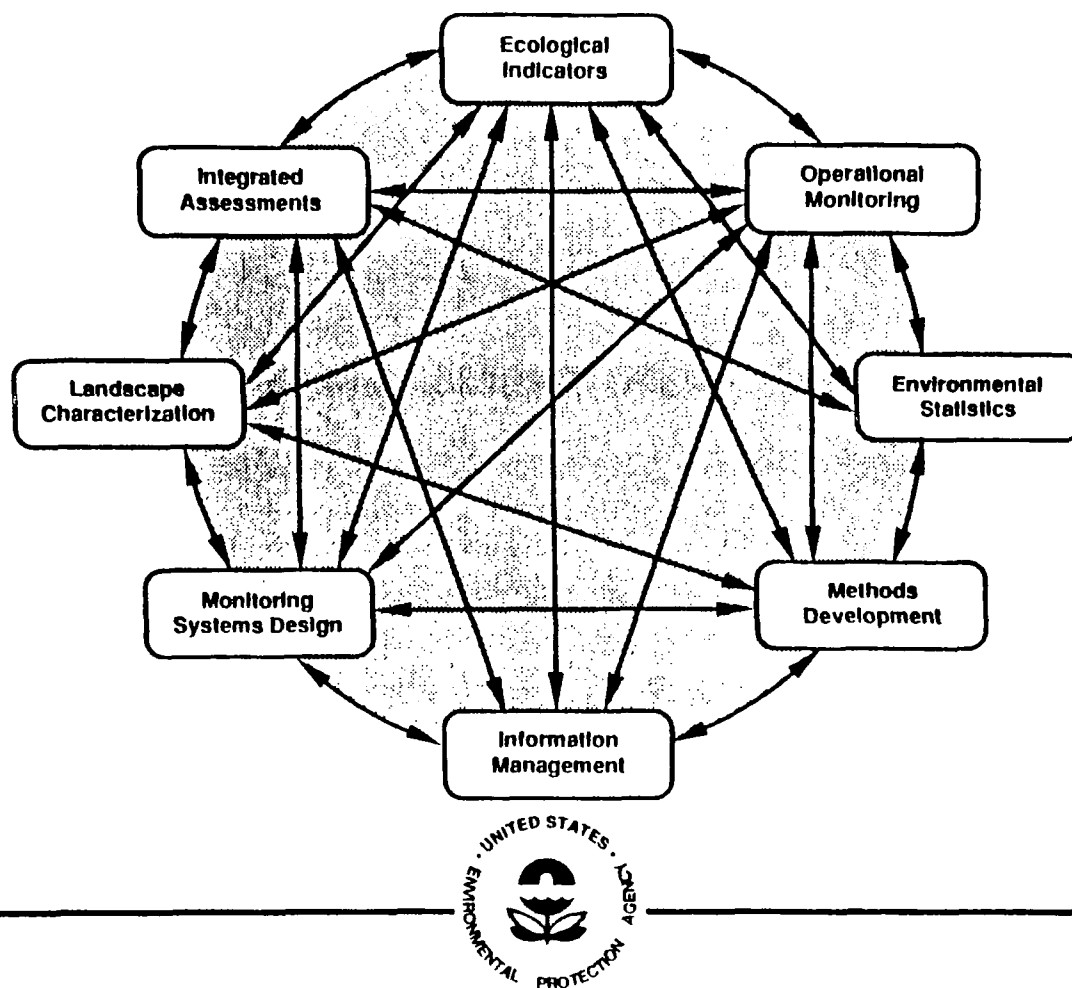 Ecological
Indicators
Integrated
Assessments
Operational
Monitoring
Landscape
Characterization
Environmental
Statistics
Monitoring
Systems Design
Methods
Development
Information
Management
UNITED STATES
ENVIRONMENTAL PROTECTION AGENCY